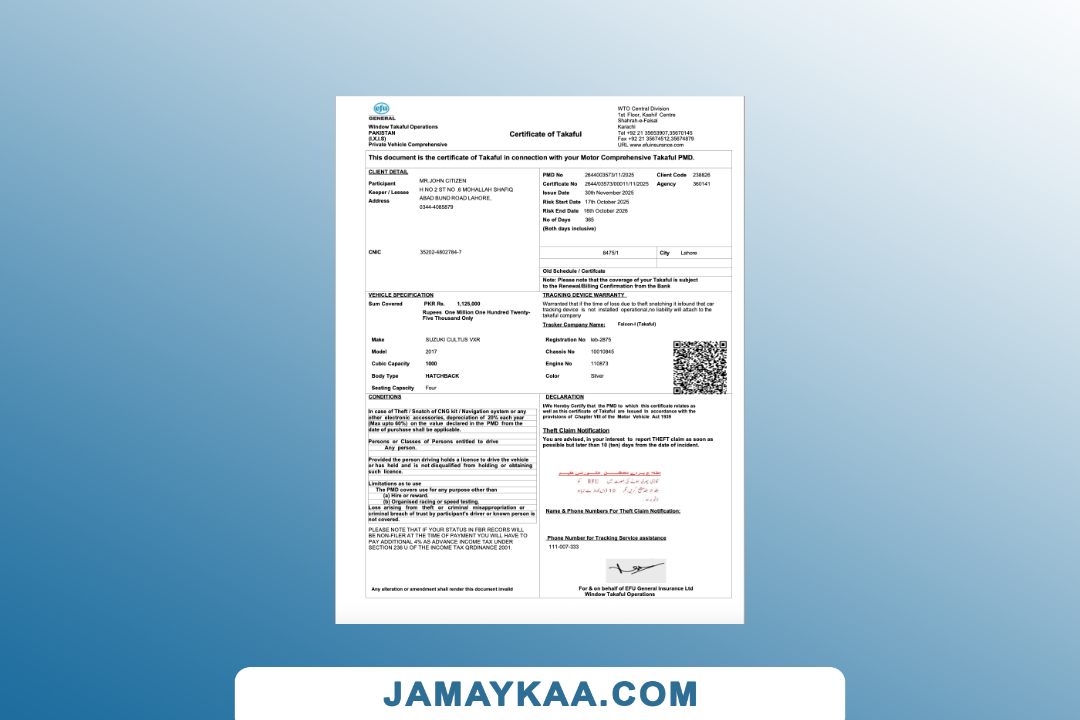 efu
GENERAL
Window Takaful Operations
PAKISTAN
(I.X.I.S)
Private Vehicle Comprehensive
Certificate of Takaful
WTO Central Division
1st Floor, Kashif Centre
Shahrah-e-Faisal
Karachi
Tel +92 21 35653907,35670145
Fax +92 21 35674512,35674879
URL www.efuinsurance.com
This document is the certificate of Takaful in connection with your Motor Comprehensive Takaful PMD.
CLIENT DETAIL
Participant MR.JOHN CITIZEN
Keeper / Lessee H NO 2 ST NO .6 MOHALLAH SHAFIQ
Address ABAD BUND ROAD LAHORE,
0344-4065879
CNIC 35202-4802784-7
PMD No 2644003573/11/2025 Client Code 238626
Certificate No 2644/03573/00011/11/2025 Agency 360141
Issue Date 30th November 2025
Risk Start Date 17th October 2025
Risk End Date 16th October 2026
No of Days 365
(Both days inclusive)
8475/1 City Lahore
Old Schedule / Certifcate
Note: Please note that the coverage of your Takaful is subject
to the Renewal/Billing Confirmation from the Bank
VEHICLE SPECIFICATION
Sum Covered PKR Rs. 1,125,000
Rupees One Million One Hundred Twenty-
Five Thousand Only
Make SUZUKI CULTUS VXR
Model 2017
Cubic Capacity 1000
Body Type HATCHBACK
Seating Capacity Four
TRACKING DEVICE WARRANTY
Warranted that if the time of loss due to theft snatching it isfound that car
tracking device is not installed operational,no liability will attach to the
takaful company
Tracker Company Name: Falcon-I (Takaful)
Registration No leb-2875
Chassis No 10010845
Engine No 110873
Color Silver
CONDITIONS
In case of Theft / Snatch of CNG kit / Navigation system or any
other electronic accessories, depreciation of 20% each year
(Max upto 60%) on the value declared in the PMD from the
date of purchase shall be applicable.
Persons or Classes of Persons entitled to drive
Any person.
Provided the person driving holds a licence to drive the vehicle
or has held and is not disqualified from holding or obtaining
such licence.
Limitations as to use
The PMD covers use for any purpose other than
(a) Hire or reward.
(b) Organised racing or speed testing,
Loss arising from theft or criminal misappropriation or
criminal breach of trust by participant's driver or known person is
not covered.
PLEASE NOTE THAT IF YOUR STATUS IN FBR RECORS WILL
BE NON-FILER AT THE TIME OF PAYMENT YOU WILL HAVE TO
PAY ADDITIONAL 4% AS ADVANCE INCOME TAX UNDER
SECTION 236 U OF THE INCOME TAX QRDINANCE 2001.
Any alteration or amendment shall render this document invalid
DECLARATION
I/We Hereby Certify that the PMD to which this certificate relates as
well as this certificate of Takaful are issued in accordance with the
provisions of Chapter VIII of the Motor Vehicle Act 1939
Theft Claim Notification
You are advised, in your interest to report THEFT claim as soon as
possible but later than 10 (ten) days from the date of incident.
EFU
10
Name & Phone Numbers For Theft Claim Notification:
Phone Number for Tracking Service assistance
111-007-333
For & on behalf of EFU General Insurance Ltd
Window Takaful Operations
JAMAYKAA.COM